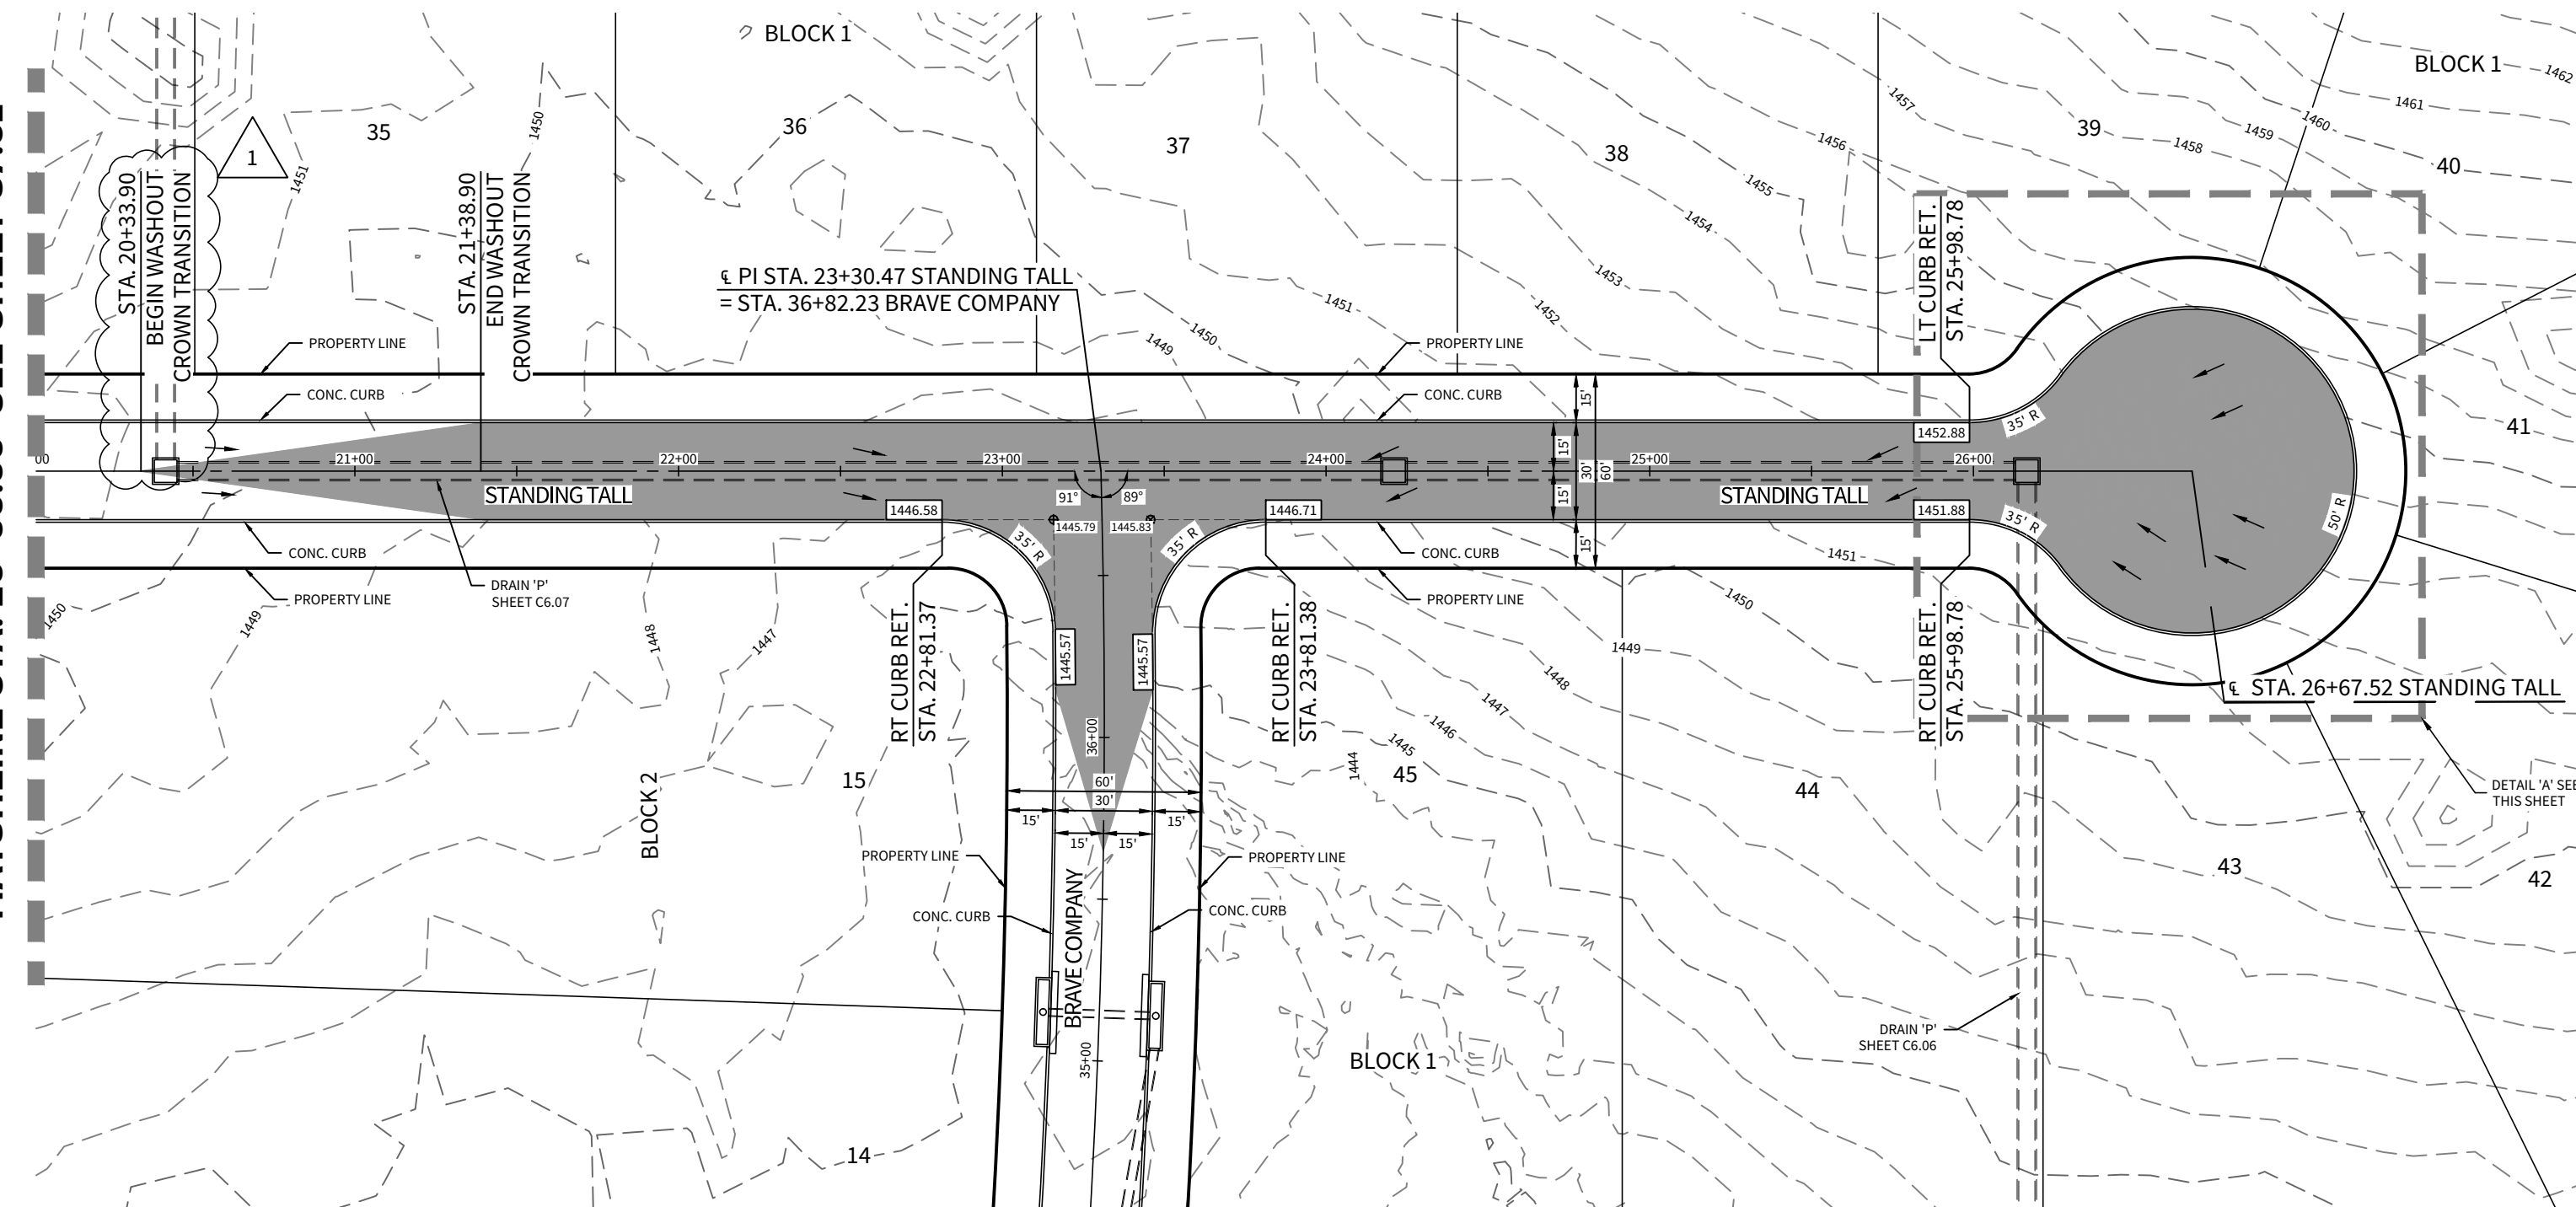 BLOCK 1
BLOCK 1
1462
1461
1460
1459
1458
1457
1456
1455
1454
1453
1452
1451
1450
1449
1450
1451
35
36
37
38
39
40
41
1
STA. 20+33.90
BEGIN WASHOUT
CROWN TRANSITION
STA. 21+38.90
END WASHOUT
CROWN TRANSITION
℄ PI STA. 23+30.47 STANDING TALL
= STA. 36+82.23 BRAVE COMPANY
LT CURB RET.
STA. 25+98.78
PROPERTY LINE
CONC. CURB
PROPERTY LINE
CONC. CURB
15'
15'
30'
60'
15'
15'
1452.88
35' R
00
21+00
22+00
23+00
24+00
25+00
26+00
STANDING TALL
91°
89°
STANDING TALL
1446.58
1445.79
1445.83
1446.71
1451.88
35' R
35' R
35' R
50' R
CONC. CURB
PROPERTY LINE
DRAIN 'P'
SHEET C6.07
CONC. CURB
PROPERTY LINE
1451
1450
1449
1448
1447
1450
1449
1448
1447
1446
1445
1444
RT CURB RET.
STA. 22+81.37
1445.57
1445.57
RT CURB RET.
STA. 23+81.38
RT CURB RET.
STA. 25+98.78
℄ STA. 26+67.52 STANDING TALL
36+00
60'
30'
15'
15'
15'
15'
BLOCK 2
15
45
44
43
42
DETAIL 'A' SEE
THIS SHEET
PROPERTY LINE
PROPERTY LINE
CONC. CURB
CONC. CURB
BRAVE COMPANY
35+00
BLOCK 1
DRAIN 'P'
SHEET C6.06
14